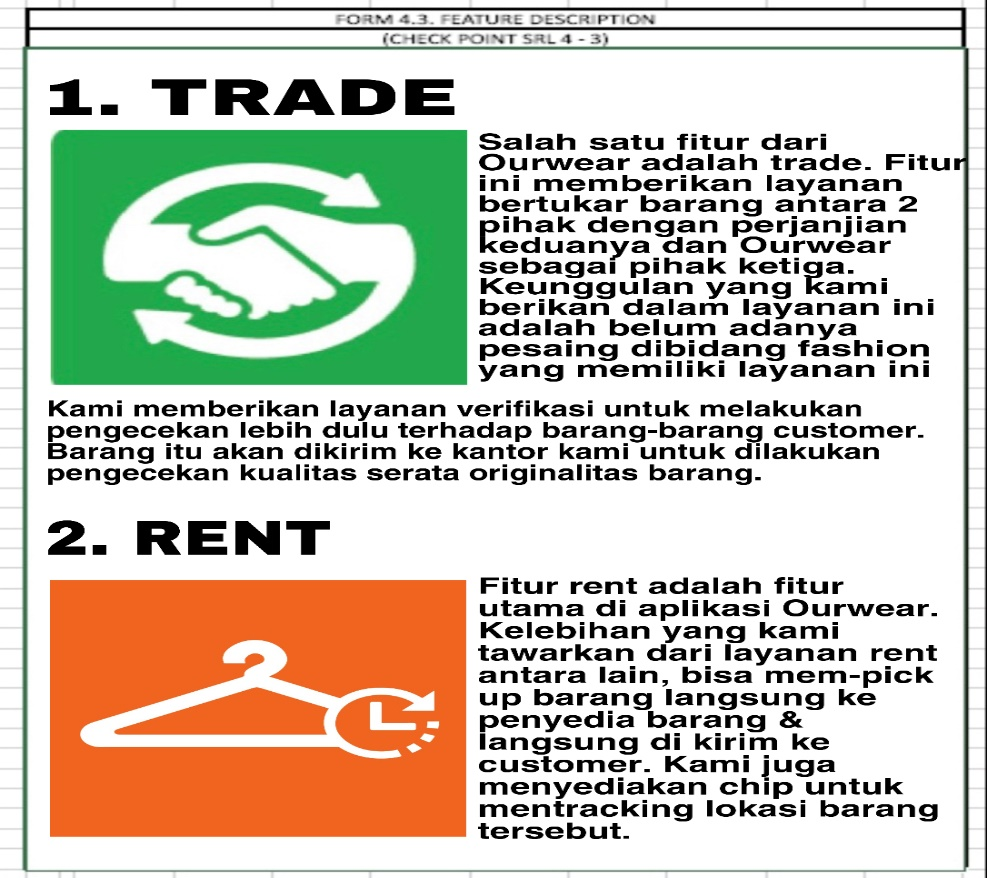 FORM 4.3. FEATURE DESCRIPTION
(CHECK POINT SRL 4 - 3)
1. TRADE
Salah satu fitur dari
Ourwear adalah trade. Fitur
ini memberikan layanan
bertukar barang antara 2
pihak dengan perjanjian
keduanya dan Ourwear
sebagai pihak ketiga.
Keunggulan yang kami
berikan dalam layanan ini
adalah belum adanya
pesaing dibidang fashion
yang memiliki layanan ini
Kami memberikan layanan verifikasi untuk melakukan
pengecekan lebih dulu terhadap barang-barang customer.
Barang itu akan dikirim ke kantor kami untuk dilakukan
pengecekan kualitas serata originalitas barang.
2. RENT
Fitur rent adalah fitur
utama di aplikasi Ourwear.
Kelebihan yang kami
tawarkan dari layanan rent
antara lain, bisa mem-pick
up barang langsung ke
penyedia barang &
langsung di kirim ke
customer. Kami juga
menyediakan chip untuk
mentracking lokasi barang
tersebut.